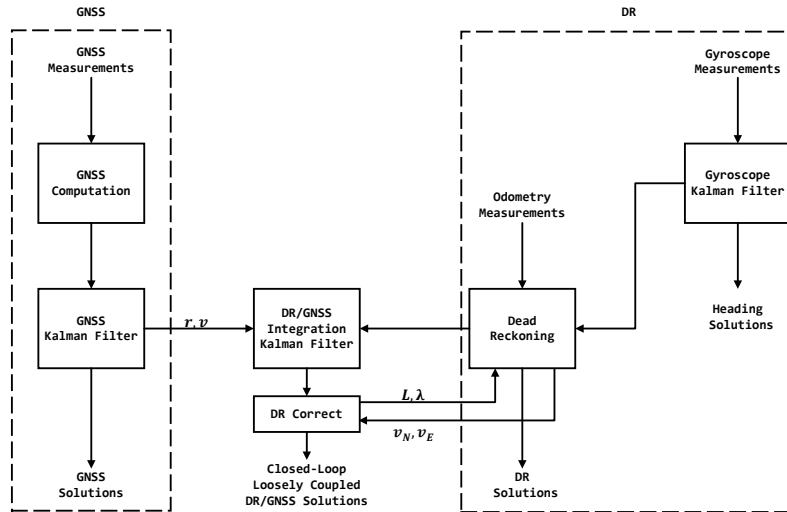 GNSS
GNSS
Measurements
GNSS
Computation
GNSS
Kalman Filter
GNSS
Solutions
r, v
DR/GNSS
Integration
Kalman Filter
DR Correct
Closed-Loop
Loosely Coupled
DR/GNSS Solutions
L, λ
v_N, v_E
DR
Gyroscope
Measurements
Gyroscope
Kalman Filter
Heading
Solutions
Odometry
Measurements
Dead
Reckoning
DR
Solutions